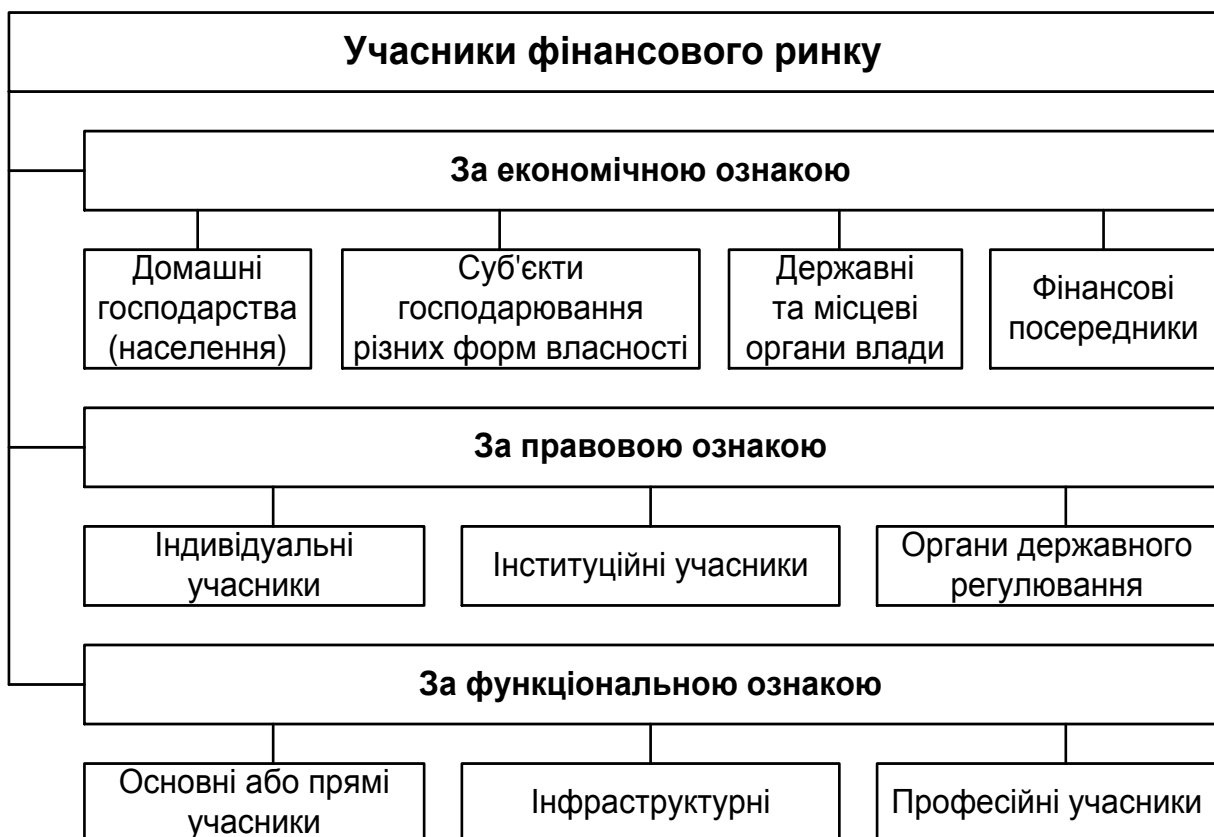 Учасники фінансового ринку
За економічною ознакою
Домашні
господарства
(населення)
Суб'єкти
господарювання
різних форм власності
Державні
та місцеві
органи влади
Фінансові
посередники
За правовою ознакою
Індивідуальні
учасники
Інституційні учасники
Органи державного
регулювання
За функціональною ознакою
Основні або прямі
учасники
Інфраструктурні
Професійні учасники